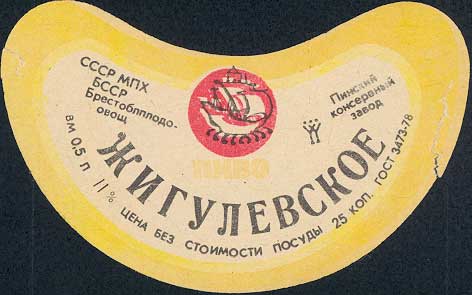 СССР МПХ
БССР
Брестоблплодо-
овощ
Пинский
консервный
завод
ПИВО
ЖИГУЛЕВСКОЕ
вм 0,5 л 11% ЦЕНА БЕЗ СТОИМОСТИ ПОСУДЫ 25 КОП. ГОСТ 3473-78